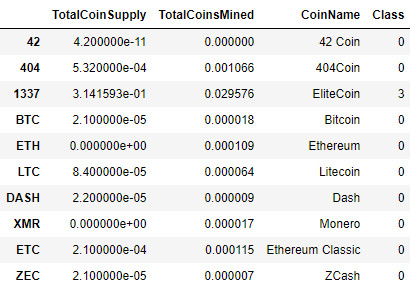 TotalCoinSupply TotalCoinsMined CoinName Class
42 4.200000e-11 0.000000 42 Coin 0
404 5.320000e-04 0.001066 404Coin 0
1337 3.141593e-01 0.029576 EliteCoin 3
BTC 2.100000e-05 0.000018 Bitcoin 0
ETH 0.000000e+00 0.000109 Ethereum 0
LTC 8.400000e-05 0.000064 Litecoin 0
DASH 2.200000e-05 0.000009 Dash 0
XMR 0.000000e+00 0.000017 Monero 0
ETC 2.100000e-04 0.000115 Ethereum Classic 0
ZEC 2.100000e-05 0.000007 ZCash 0